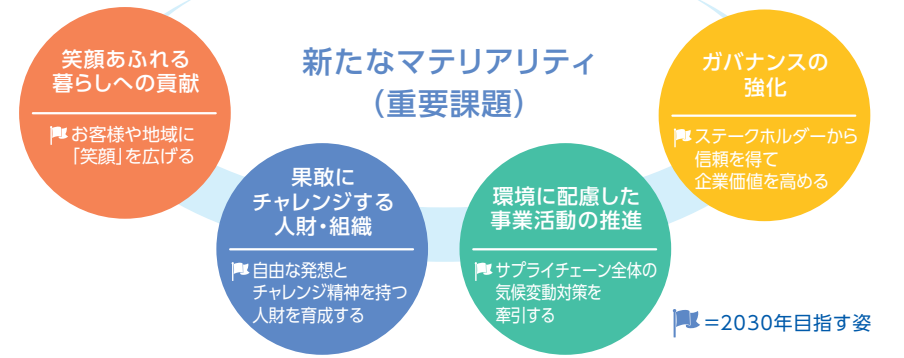 新たなマテリアリティ
（重要課題）
笑顔あふれる
暮らしへの貢献
お客様や地域に
「笑顔」を広げる
果敢に
チャレンジする
人財・組織
自由な発想と
チャレンジ精神を持つ
人財を育成する
環境に配慮した
事業活動の推進
サプライチェーン全体の
気候変動対策を
牽引する
ガバナンスの
強化
ステークホルダーから
信頼を得て
企業価値を高める
=2030年目指す姿